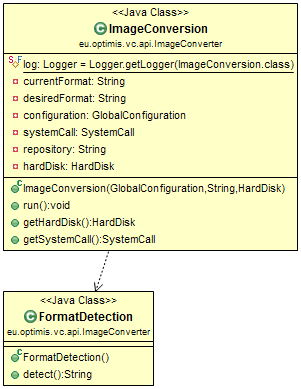 <<Java Class>>
ImageConversion
eu.optimis.vc.api.ImageConverter
log: Logger = Logger.getLogger(ImageConversion.class)
currentFormat: String
desiredFormat: String
configuration: GlobalConfiguration
systemCall: SystemCall
repository: String
hardDisk: HardDisk
ImageConversion(GlobalConfiguration,String,HardDisk)
run():void
getHardDisk():HardDisk
getSystemCall():SystemCall
<<Java Class>>
FormatDetection
eu.optimis.vc.api.ImageConverter
FormatDetection()
detect():String